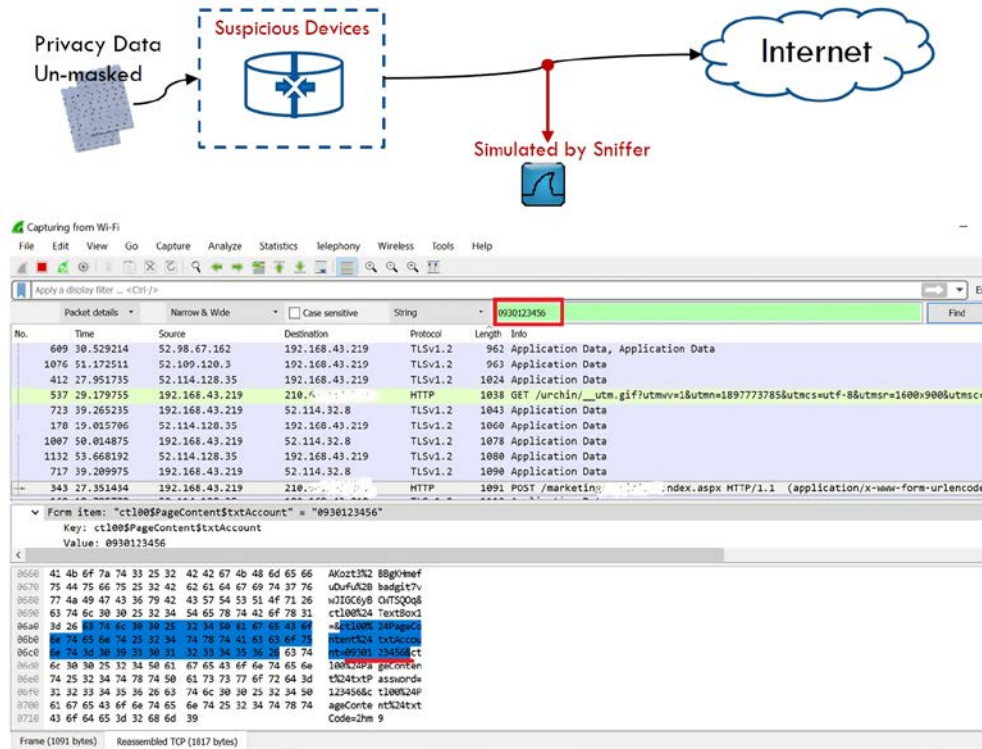 Privacy Data
Un-masked
Suspicious Devices
Internet
Simulated by Sniffer
Capturing from Wi-Fi
File Edit View Go Capture Analyze Statistics Telephony Wireless Tools Help
Apply a display filter ... <Ctrl-/>
Packet details Narrow & Wide Case sensitive String 0930123456 Find
No. Time Source Destination Protocol Length Info
609 30.529214 52.98.67.162 192.168.43.219 TLSv1.2 962 Application Data, Application Data
1076 51.172511 52.109.120.3 192.168.43.219 TLSv1.2 963 Application Data
412 27.951735 52.114.128.35 192.168.43.219 TLSv1.2 1024 Application Data
537 29.179755 192.168.43.219 210. HTTP 1038 GET /urchin/__utm.gif?utmwv=1&utmn=1897773785&utmcs=utf-8&utmsr=1600x900&utmsc=
723 39.265235 192.168.43.219 52.114.32.8 TLSv1.2 1043 Application Data
178 19.015706 192.168.43.219 52.114.128.35 TLSv1.2 1060 Application Data
1007 50.014875 192.168.43.219 52.114.32.8 TLSv1.2 1078 Application Data
1132 53.668192 192.168.43.219 52.114.128.35 TLSv1.2 1080 Application Data
717 39.209975 192.168.43.219 52.114.32.8 TLSv1.2 1090 Application Data
343 27.351434 192.168.43.219 210. HTTP 1091 POST /marketing ndex.aspx HTTP/1.1 (application/x-www-form-urlencode
Form item: "ctl00$PageContent$txtAccount" = "0930123456"
Key: ctl00$PageContent$txtAccount
Value: 0930123456
0660 41 4b 6f 7a 74 33 25 32 42 42 67 4b 48 6d 65 66 AKozt3%2 BBgKHmef
0670 75 44 75 66 75 25 32 42 62 61 64 67 69 74 37 76 uDufu%2B badgit7v
0680 77 4a 49 47 43 36 79 42 43 57 54 53 51 4f 71 26 wJIGC6yB CWTSQOq&
0690 63 74 6c 30 30 25 32 34 54 65 78 74 42 6f 78 31 ctl00%24 TextBox1
06a0 3d 26 63 74 6c 30 30 25 32 34 50 61 67 65 43 6f =&ctl00% 24PageCo
06b0 6e 74 65 6e 74 25 32 34 74 78 74 41 63 63 6f 75 ntent%24 txtAccou
06c0 6e 74 3d 30 39 33 30 31 32 33 34 35 36 26 63 74 nt=09301 23456&ct
06d0 6c 30 30 25 32 34 50 61 67 65 43 6f 6e 74 65 6e l00%24Pa geConten
06e0 74 25 32 34 74 78 74 50 61 73 73 77 6f 72 64 3d t%24txtP assword=
06f0 31 32 33 34 35 36 26 63 74 6c 30 30 25 32 34 50 123456&c tl00%24P
0700 61 67 65 43 6f 6e 74 65 6e 74 25 32 34 74 78 74 ageConte nt%24txt
0710 43 6f 64 65 3d 32 68 6d 39 Code=2hm 9
Frame (1091 bytes) Reassembled TCP (1817 bytes)